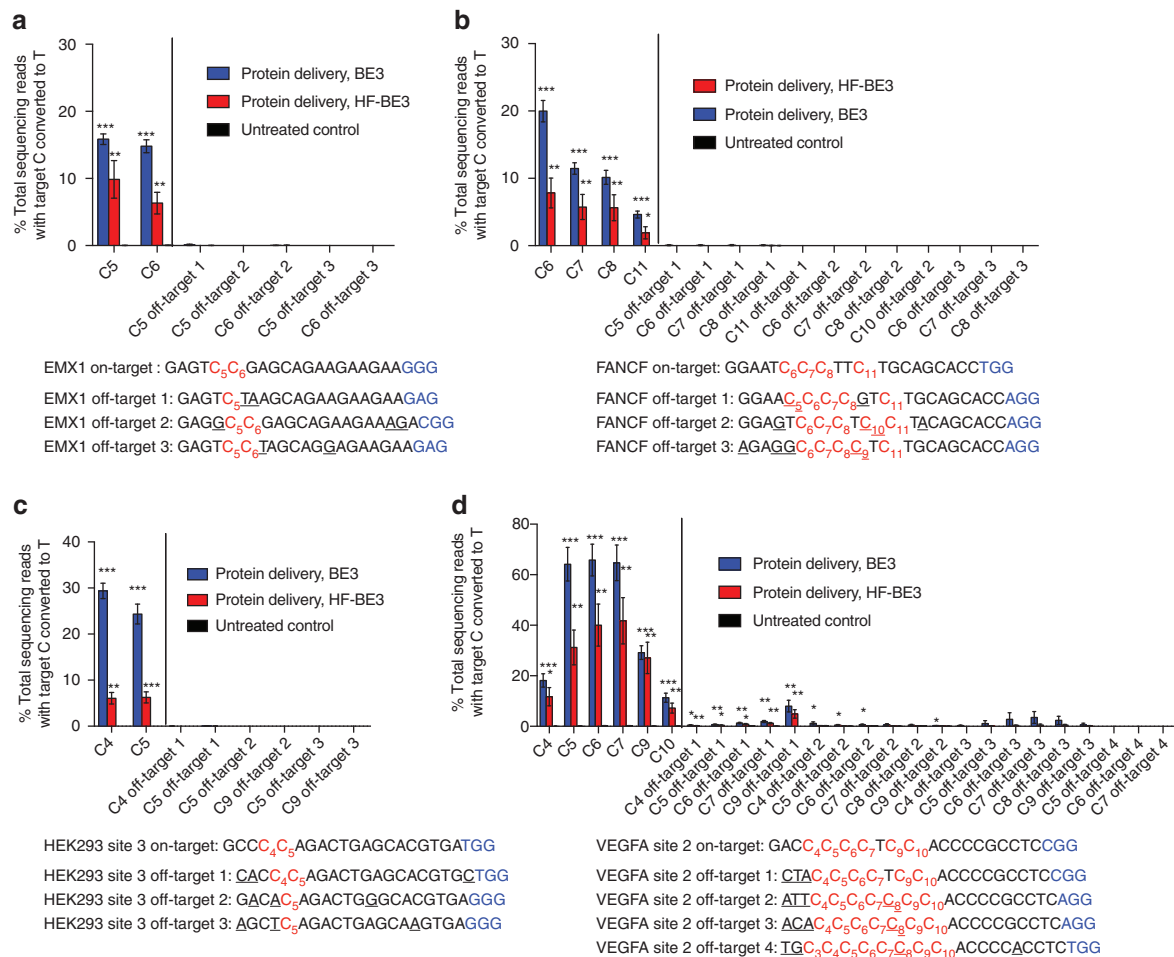 a
% Total sequencing reads
with target C converted to T
30
20
10
0
***
**
***
**
Protein delivery, BE3
Protein delivery, HF-BE3
Untreated control
C5
C6
C5 off-target 1
C5 off-target 2
C6 off-target 2
C5 off-target 3
C6 off-target 3
EMX1 on-target : GAGTC5C6GAGCAGAAGAAGAAGGG
EMX1 off-target 1: GAGTC5TAAGCAGAAGAAGAAGAG
EMX1 off-target 2: GAGGC5C6GAGCAGAAGAAAGACGG
EMX1 off-target 3: GAGTC5C6TAGCAGGAGAAGAAGAG
b
% Total sequencing reads
with target C converted to T
30
20
10
0
***
**
***
**
***
**
***
*
Protein delivery, HF-BE3
Protein delivery, BE3
Untreated control
C6
C7
C8
C11
C5 off-target 1
C6 off-target 1
C7 off-target 1
C8 off-target 1
C11 off-target 1
C6 off-target 2
C7 off-target 2
C8 off-target 2
C10 off-target 2
C6 off-target 3
C7 off-target 3
C8 off-target 3
FANCF on-target: GGAATC6C7C8TTC11TGCAGCACCTGG
FANCF off-target 1: GGAAC5C6C7C8GTC11TGCAGCACCAGG
FANCF off-target 2: GGAGTC6C7C8TC10C11TACAGCACCAGG
FANCF off-target 3: AGAGGC6C7C8C9TC11TGCAGCACCAGG
c
% Total sequencing reads
with target C converted to T
40
30
20
10
0
***
**
***
***
Protein delivery, BE3
Protein delivery, HF-BE3
Untreated control
C4
C5
C4 off-target 1
C5 off-target 1
C5 off-target 2
C9 off-target 2
C5 off-target 3
C9 off-target 3
HEK293 site 3 on-target: GCCC4C5AGACTGAGCACGTGATGG
HEK293 site 3 off-target 1: CACC4C5AGACTGAGCACGTGCTGG
HEK293 site 3 off-target 2: GACAC5AGACTGGGCACGTGAGGG
HEK293 site 3 off-target 3: AGCTC5AGACTGAGCAAGTGAGGG
d
% Total sequencing reads
with target C converted to T
80
60
40
20
0
***
*
***
**
***
**
***
**
***
**
***
**
*
**
**
*
**
*
**
**
**
**
*
*
*
*
Protein delivery, BE3
Protein delivery, HF-BE3
Untreated control
C4
C5
C6
C7
C9
C10
C4 off-target 1
C5 off-target 1
C6 off-target 1
C7 off-target 1
C9 off-target 1
C4 off-target 2
C5 off-target 2
C6 off-target 2
C7 off-target 2
C8 off-target 2
C9 off-target 2
C4 off-target 3
C5 off-target 3
C6 off-target 3
C7 off-target 3
C8 off-target 3
C9 off-target 3
C5 off-target 4
C6 off-target 4
C7 off-target 4
VEGFA site 2 on-target: GACC4C5C6C7TC9C10ACCCCGCCTCCGG
VEGFA site 2 off-target 1: CTAC4C5C6C7TC9C10ACCCCGCCTCCGG
VEGFA site 2 off-target 2: ATTC4C5C6C7C8C9C10ACCCCGCCTCAGG
VEGFA site 2 off-target 3: ACAC4C5C6C7C8C9C10ACCCCGCCTCAGG
VEGFA site 2 off-target 4: TGC3C4C5C6C7C8C9C10ACCCCACCTCTGG